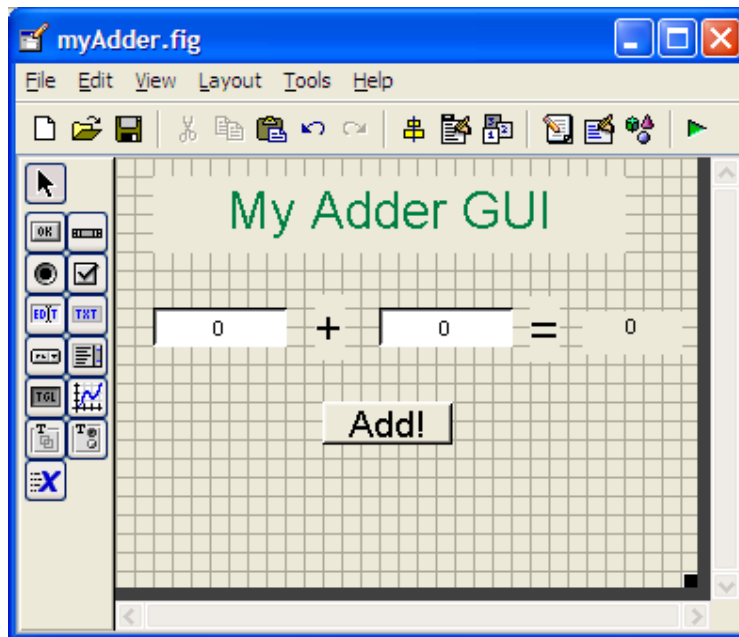 myAdder.fig
File Edit View Layout Tools Help
OK
EDIT TXT
TGL
T T
X
My Adder GUI
0 + 0 = 0
Add!